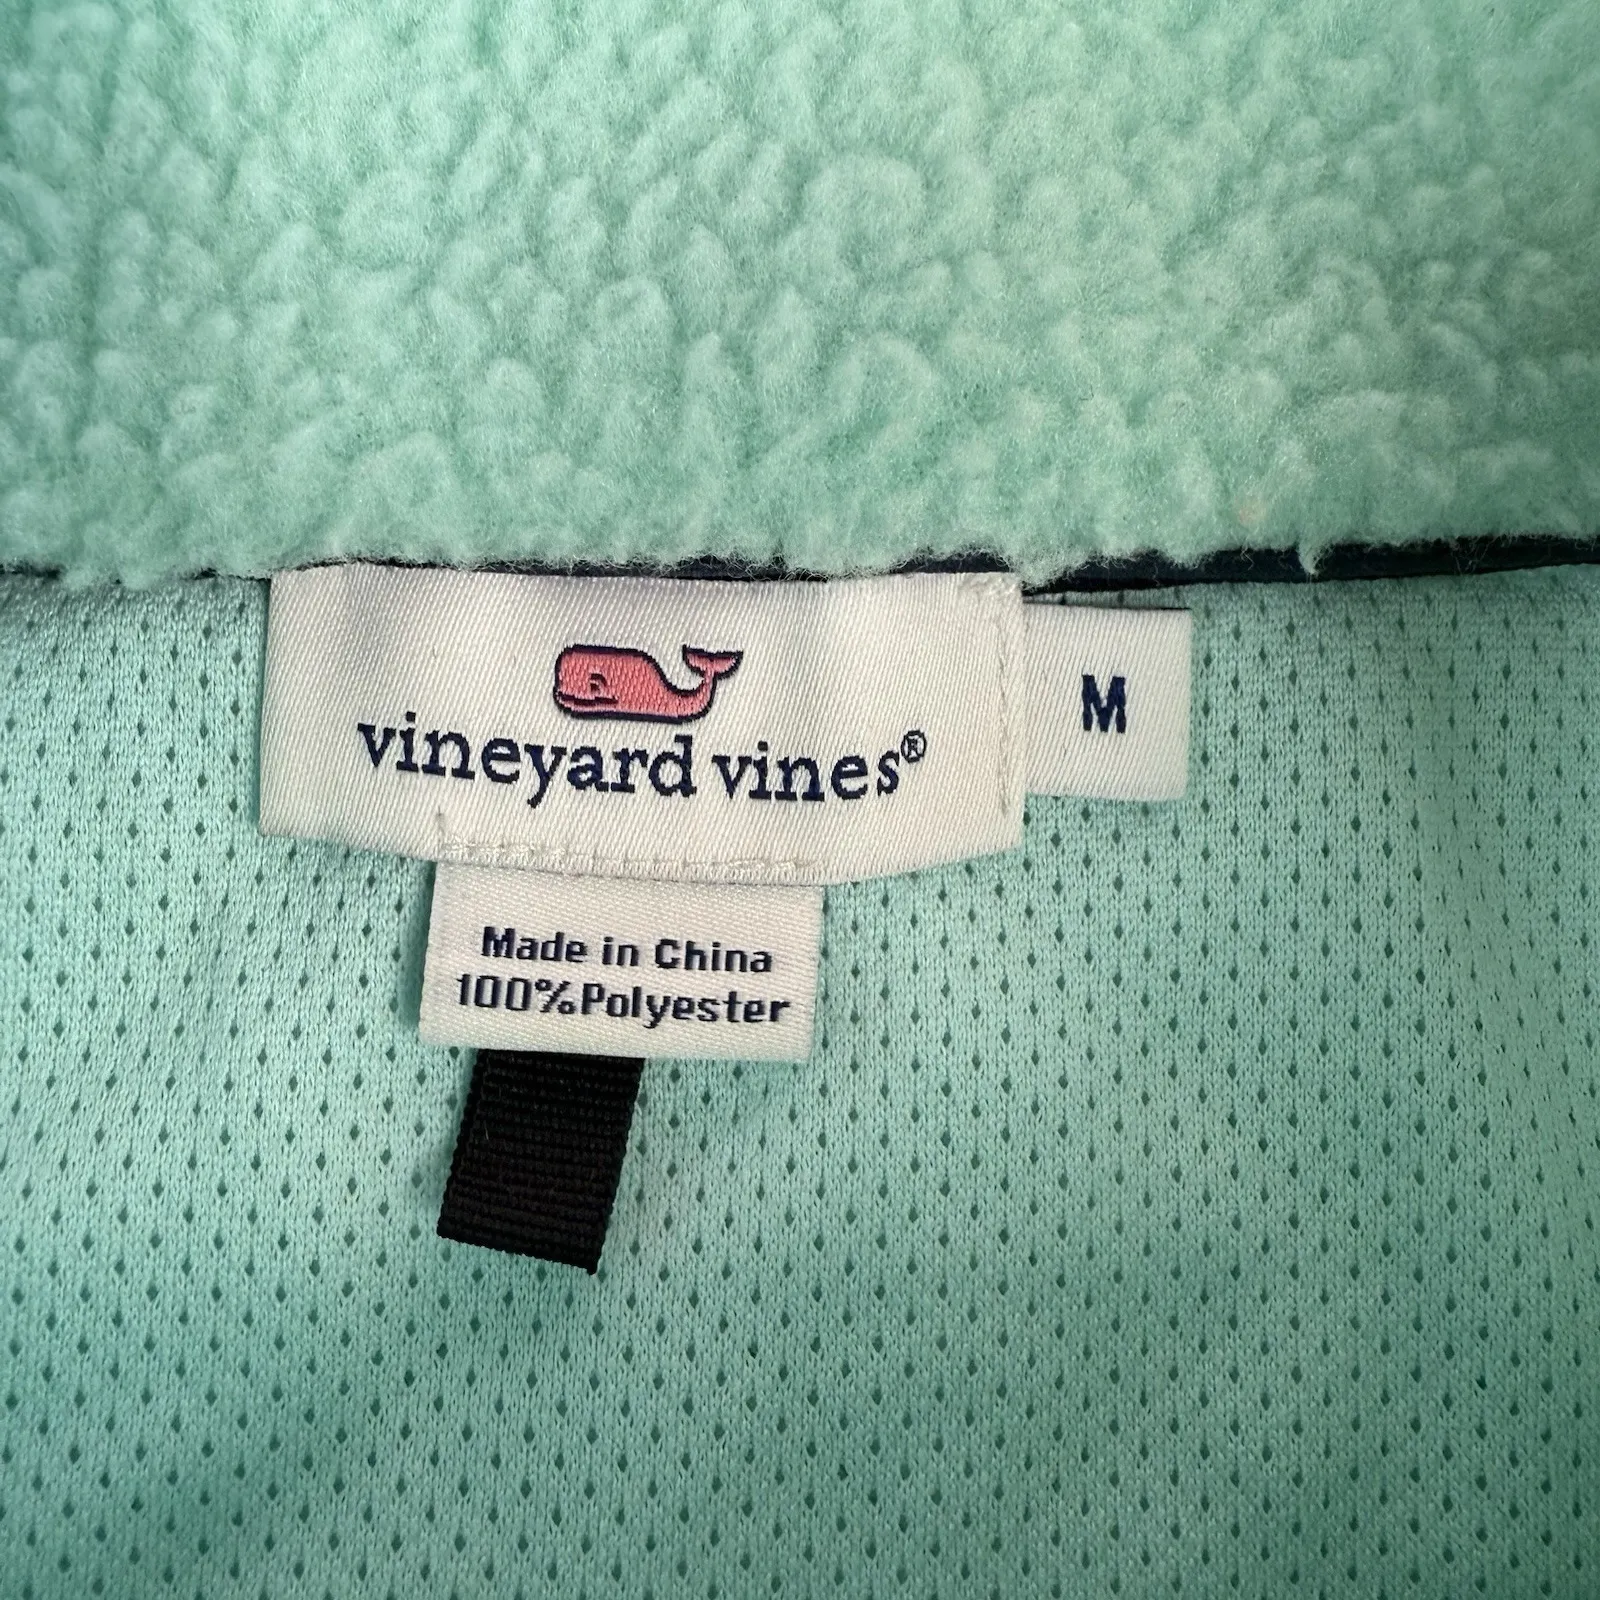 vineyard vines®
M
Made in China
100%Polyester